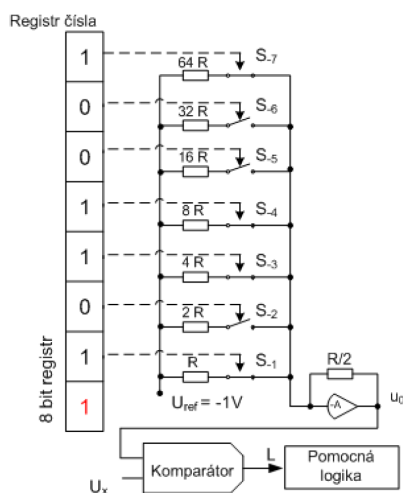 Registr čísla
1
0
0
1
1
0
1
1
8 bit registr
64 R
S-7
32 R
S-6
16 R
S-5
8 R
S-4
4 R
S-3
2 R
S-2
R
S-1
Uref = -1V
R/2
-A
u0
Komparátor
Ux
L
Pomocná
logika